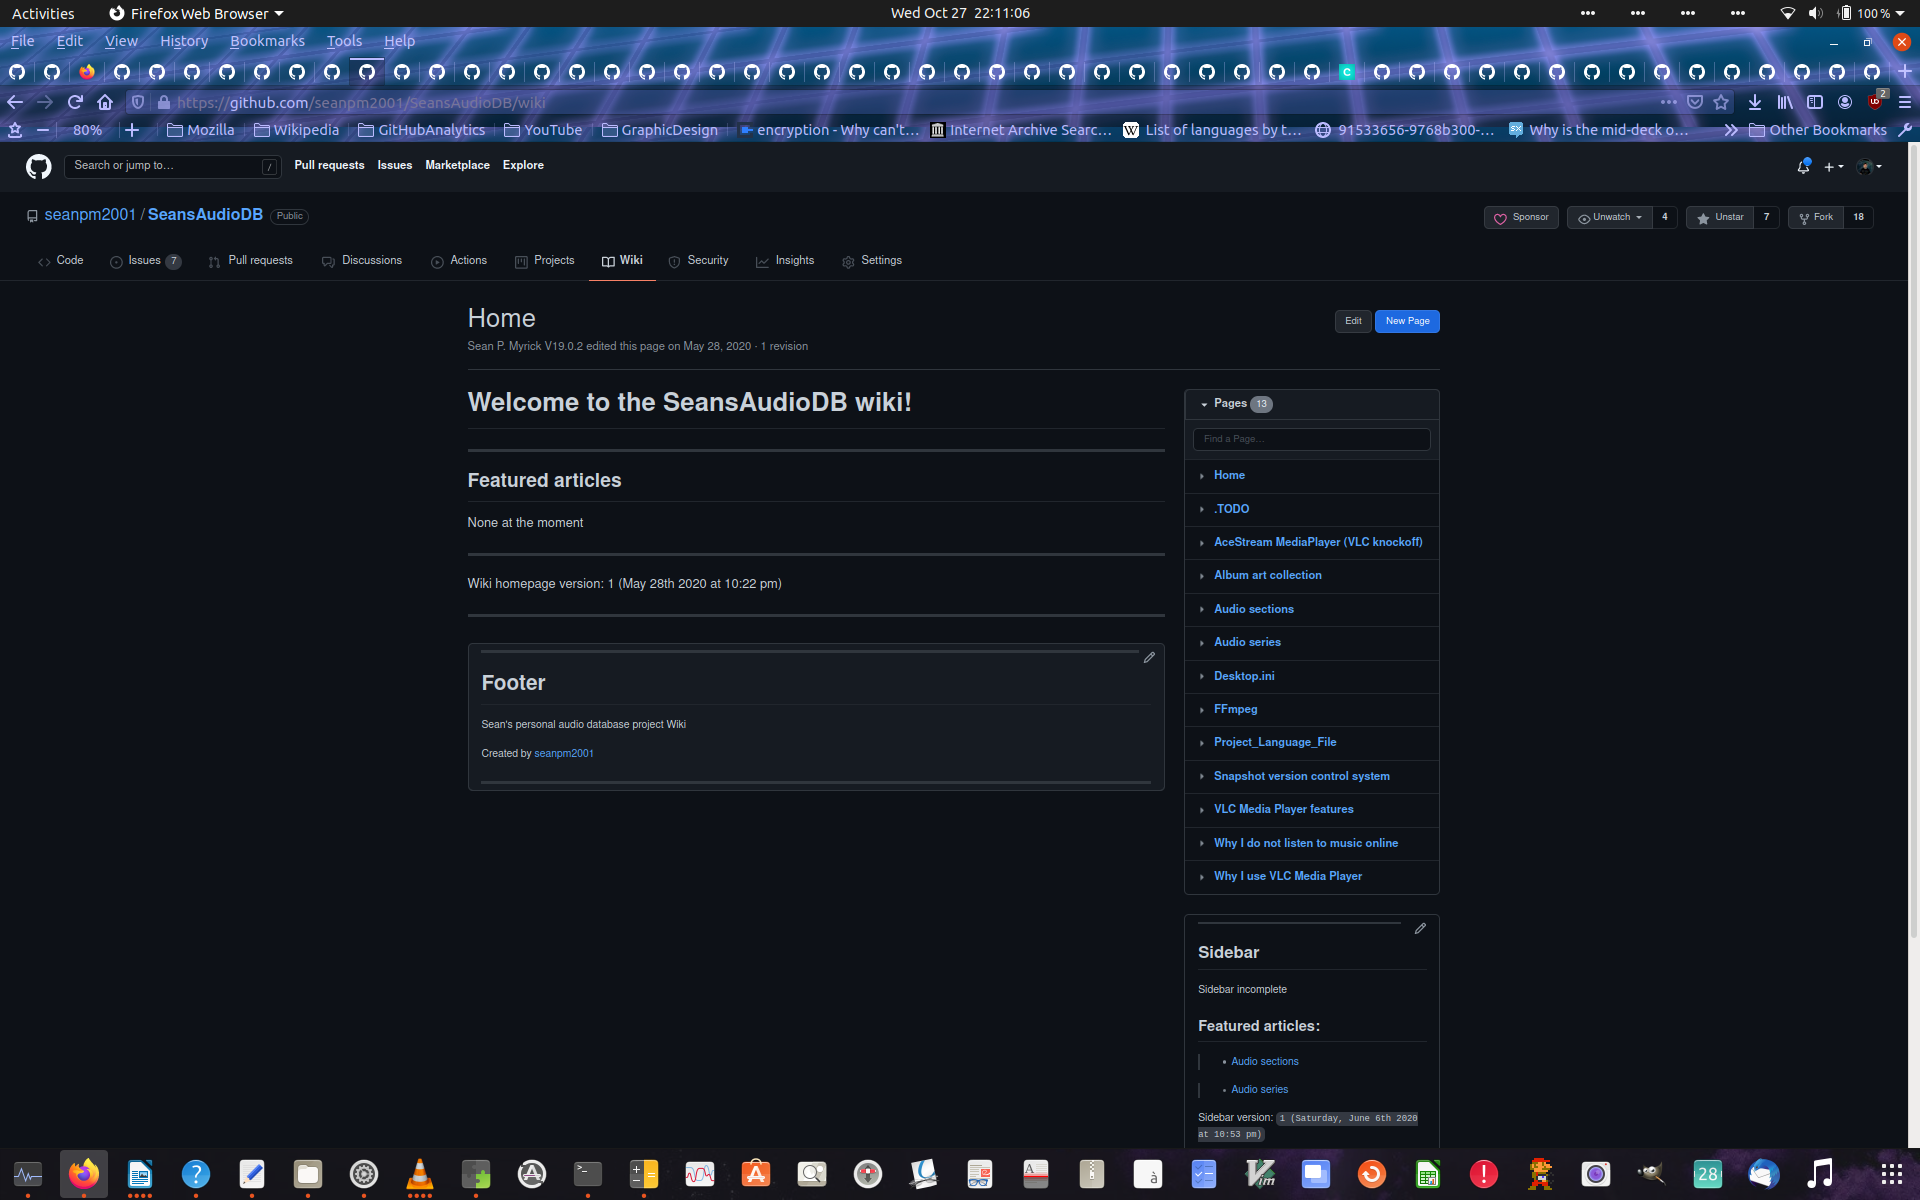 Activities
Firefox Web Browser
Wed Oct 27 22:11:06
100 %
File Edit View History Bookmarks Tools Help
C
https://github.com/seanpm2001/SeansAudioDB/wiki
2
80%
Mozilla
Wikipedia
GitHubAnalytics
YouTube
GraphicDesign
encryption - Why can't…
Internet Archive Searc…
W List of languages by t…
91533656-9768b300-…
Why is the mid-deck o…
Other Bookmarks
Search or jump to…
/
Pull requests Issues Marketplace Explore
seanpm2001 / SeansAudioDB Public
Sponsor
Unwatch 4
Unstar 7
Fork 18
Code
Issues 7
Pull requests
Discussions
Actions
Projects
Wiki
Security
Insights
Settings
Home
Edit
New Page
Sean P. Myrick V19.0.2 edited this page on May 28, 2020 · 1 revision
Welcome to the SeansAudioDB wiki!
Featured articles
None at the moment
Wiki homepage version: 1 (May 28th 2020 at 10:22 pm)
Footer
Sean's personal audio database project Wiki
Created by seanpm2001
Pages 13
Find a Page…
Home
.TODO
AceStream MediaPlayer (VLC knockoff)
Album art collection
Audio sections
Audio series
Desktop.ini
FFmpeg
Project_Language_File
Snapshot version control system
VLC Media Player features
Why I do not listen to music online
Why I use VLC Media Player
Sidebar
Sidebar incomplete
Featured articles:
• Audio sections
• Audio series
Sidebar version: 1 (Saturday, June 6th 2020
at 10:53 pm)
?
>_
A
à
Vim
!
28